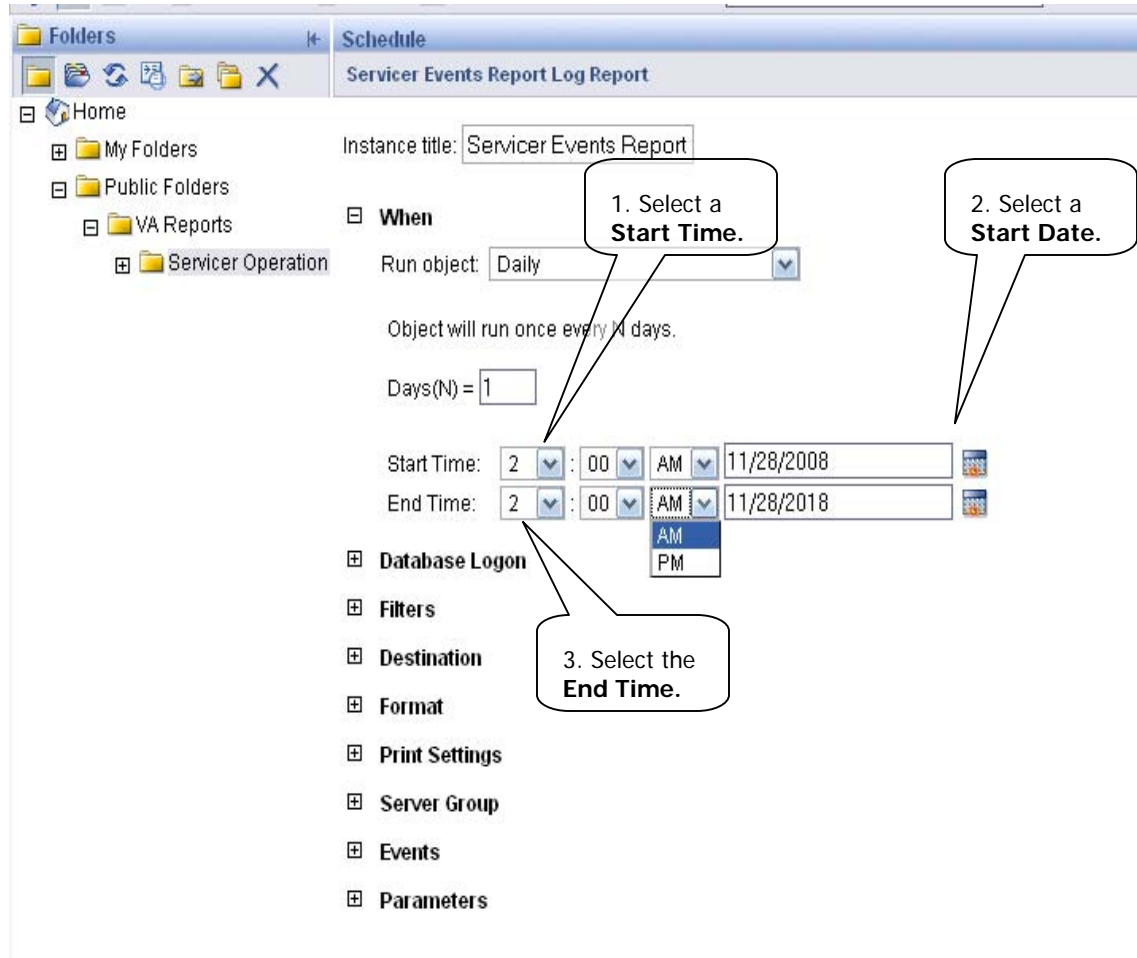 Folders
Schedule
Servicer Events Report Log Report
Home
My Folders
Public Folders
VA Reports
Servicer Operation
Instance title: Servicer Events Report
When
Run object: Daily
Object will run once every N days.
Days(N) = 1
Start Time: 2 : 00 AM 11/28/2008
End Time: 2 : 00 AM 11/28/2018
AM
PM
Database Logon
Filters
Destination
Format
Print Settings
Server Group
Events
Parameters
1. Select a
Start Time.
2. Select a
Start Date.
3. Select the
End Time.